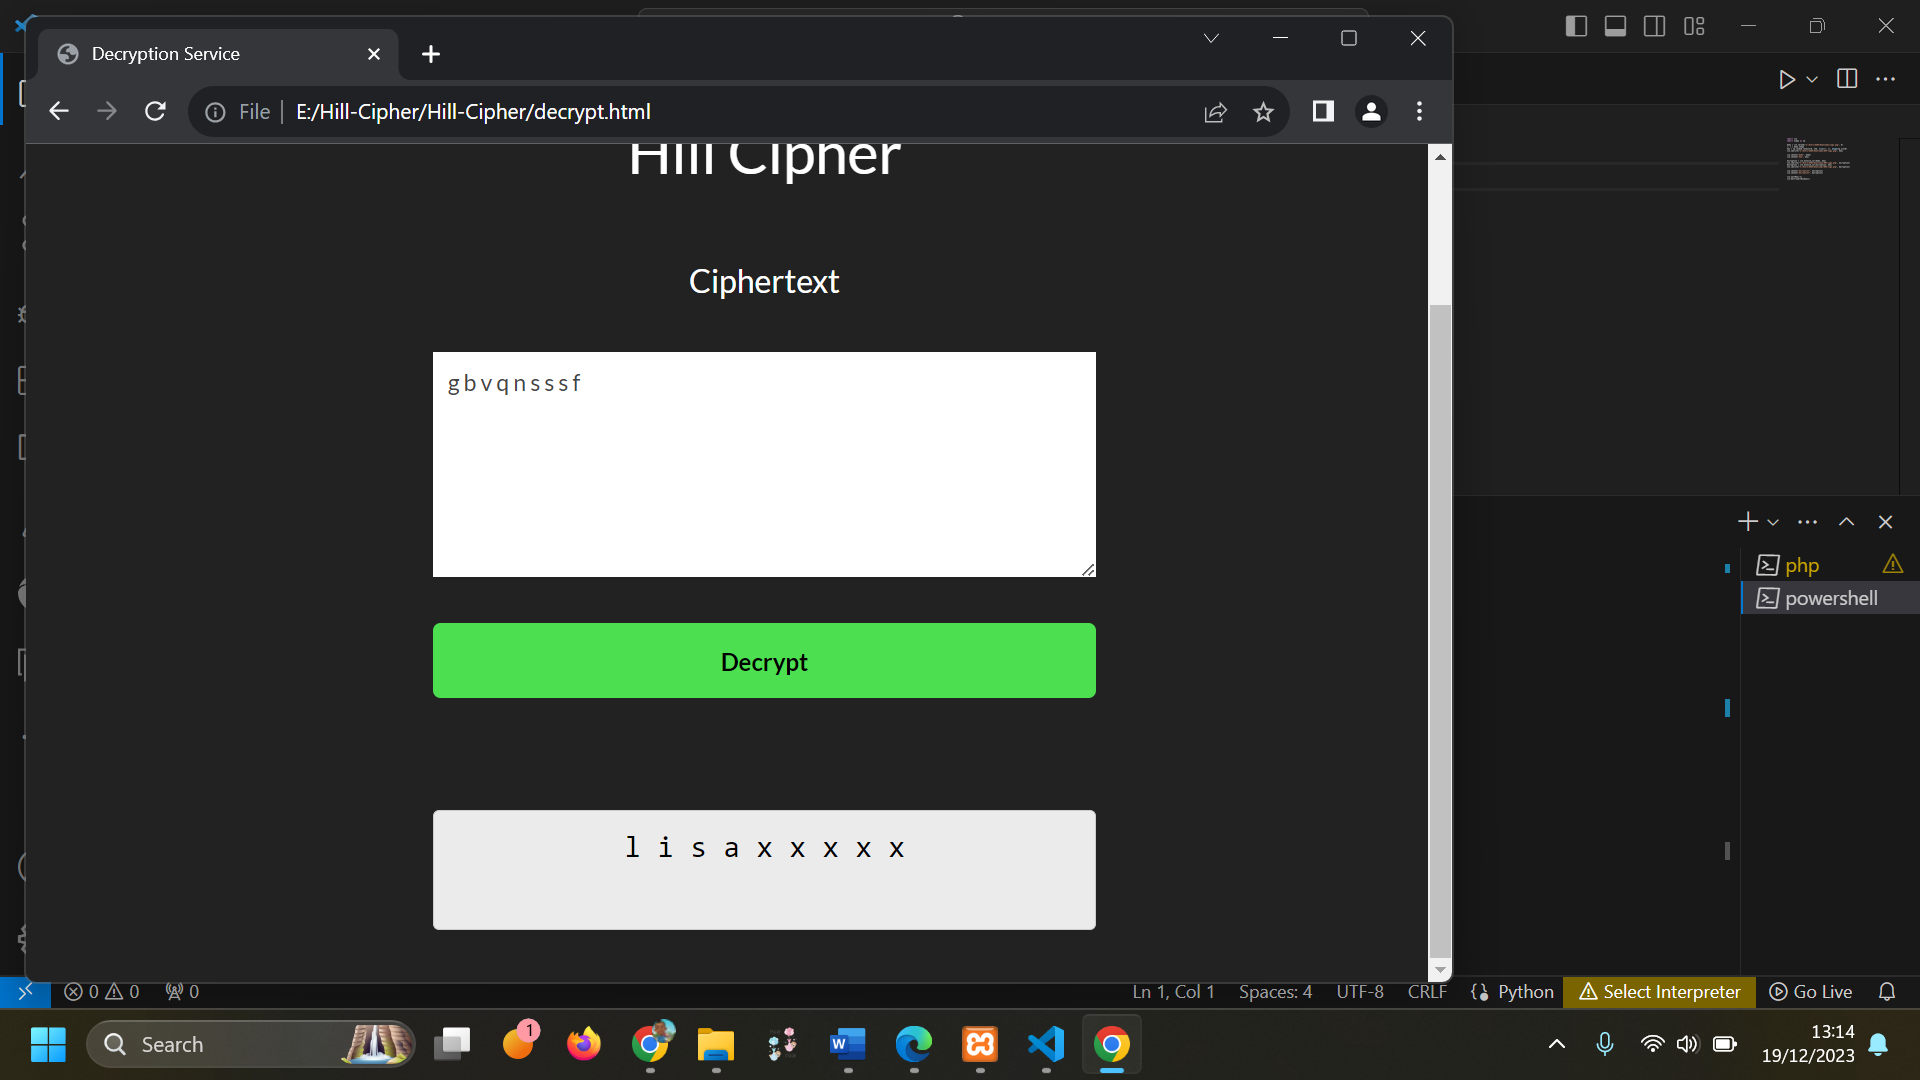 Decryption Service
File
E:/Hill-Cipher/Hill-Cipher/decrypt.html
Hill Cipher
Ciphertext
gbvqnsssf
Decrypt
l i s a x x x x x
php
powershell
0 0 0
Ln 1, Col 1 Spaces: 4 UTF-8 CRLF Python Select Interpreter Go Live
1
Search
13:14
19/12/2023